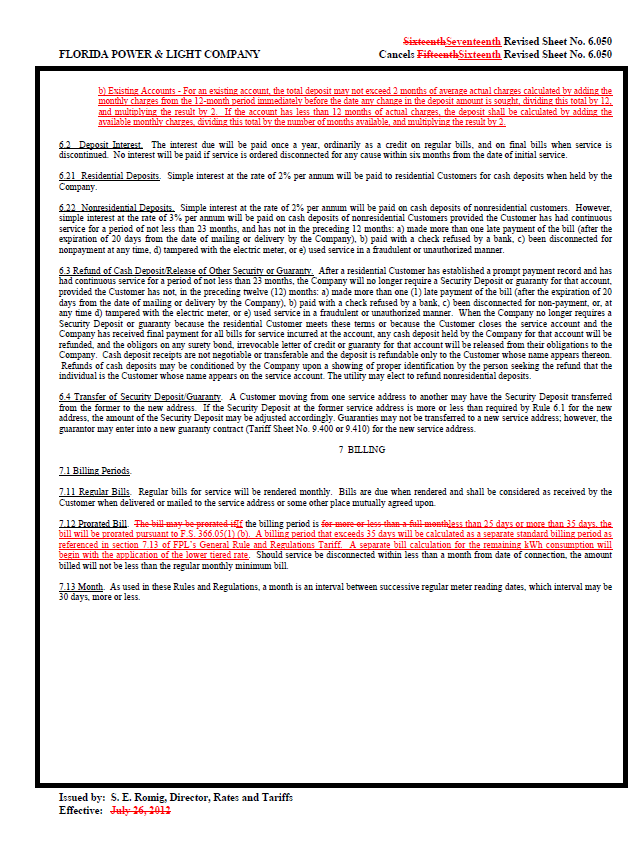 SixteenthSeventeenth Revised Sheet No. 6.050
FLORIDA POWER & LIGHT COMPANY Cancels FifteenthSixteenth Revised Sheet No. 6.050
b) Existing Accounts - For an existing account, the total deposit may not exceed 2 months of average actual charges calculated by adding the
monthly charges from the 12-month period immediately before the date any change in the deposit amount is sought, dividing this total by 12,
and multiplying the result by 2. If the account has less than 12 months of actual charges, the deposit shall be calculated by adding the
available monthly charges, dividing this total by the number of months available, and multiplying the result by 2.
6.2 Deposit Interest. The interest due will be paid once a year, ordinarily as a credit on regular bills, and on final bills when service is
discontinued. No interest will be paid if service is ordered disconnected for any cause within six months from the date of initial service.
6.21 Residential Deposits. Simple interest at the rate of 2% per annum will be paid to residential Customers for cash deposits when held by the
Company.
6.22 Nonresidential Deposits. Simple interest at the rate of 2% per annum will be paid on cash deposits of nonresidential customers. However,
simple interest at the rate of 3% per annum will be paid on cash deposits of nonresidential Customers provided the Customer has had continuous
service for a period of not less than 23 months, and has not in the preceding 12 months: a) made more than one late payment of the bill (after the
expiration of 20 days from the date of mailing or delivery by the Company), b) paid with a check refused by a bank, c) been disconnected for
nonpayment at any time, d) tampered with the electric meter, or e) used service in a fraudulent or unauthorized manner.
6.3 Refund of Cash Deposit/Release of Other Security or Guaranty. After a residential Customer has established a prompt payment record and has
had continuous service for a period of not less than 23 months, the Company will no longer require a Security Deposit or guaranty for that account,
provided the Customer has not, in the preceding twelve (12) months: a) made more than one (1) late payment of the bill (after the expiration of 20
days from the date of mailing or delivery by the Company), b) paid with a check refused by a bank, c) been disconnected for non-payment, or, at
any time d) tampered with the electric meter, or e) used service in a fraudulent or unauthorized manner. When the Company no longer requires a
Security Deposit or guaranty because the residential Customer meets these terms or because the Customer closes the service account and the
Company has received final payment for all bills for service incurred at the account, any cash deposit held by the Company for that account will be
refunded, and the obligors on any surety bond, irrevocable letter of credit or guaranty for that account will be released from their obligations to the
Company. Cash deposit receipts are not negotiable or transferable and the deposit is refundable only to the Customer whose name appears thereon.
Refunds of cash deposits may be conditioned by the Company upon a showing of proper identification by the person seeking the refund that the
individual is the Customer whose name appears on the service account. The utility may elect to refund nonresidential deposits.
6.4 Transfer of Security Deposit/Guaranty. A Customer moving from one service address to another may have the Security Deposit transferred
from the former to the new address. If the Security Deposit at the former service address is more or less than required by Rule 6.1 for the new
address, the amount of the Security Deposit may be adjusted accordingly. Guaranties may not be transferred to a new service address; however, the
guarantor may enter into a new guaranty contract (Tariff Sheet No. 9.400 or 9.410) for the new service address.
7 BILLING
7.1 Billing Periods.
7.11 Regular Bills. Regular bills for service will be rendered monthly. Bills are due when rendered and shall be considered as received by the
Customer when delivered or mailed to the service address or some other place mutually agreed upon.
7.12 Prorated Bill. The bill may be prorated ifIf the billing period is for more or less than a full monthless than 25 days or more than 35 days, the
bill will be prorated pursuant to F.S. 366.05(1) (b). A billing period that exceeds 35 days will be calculated as a separate standard billing period as
referenced in section 7.13 of FPL's General Rule and Regulations Tariff. A separate bill calculation for the remaining kWh consumption will
begin with the application of the lower tiered rate. Should service be disconnected within less than a month from date of connection, the amount
billed will not be less than the regular monthly minimum bill.
7.13 Month. As used in these Rules and Regulations, a month is an interval between successive regular meter reading dates, which interval may be
30 days, more or less.
Issued by: S. E. Romig, Director, Rates and Tariffs
Effective: July 26, 2012